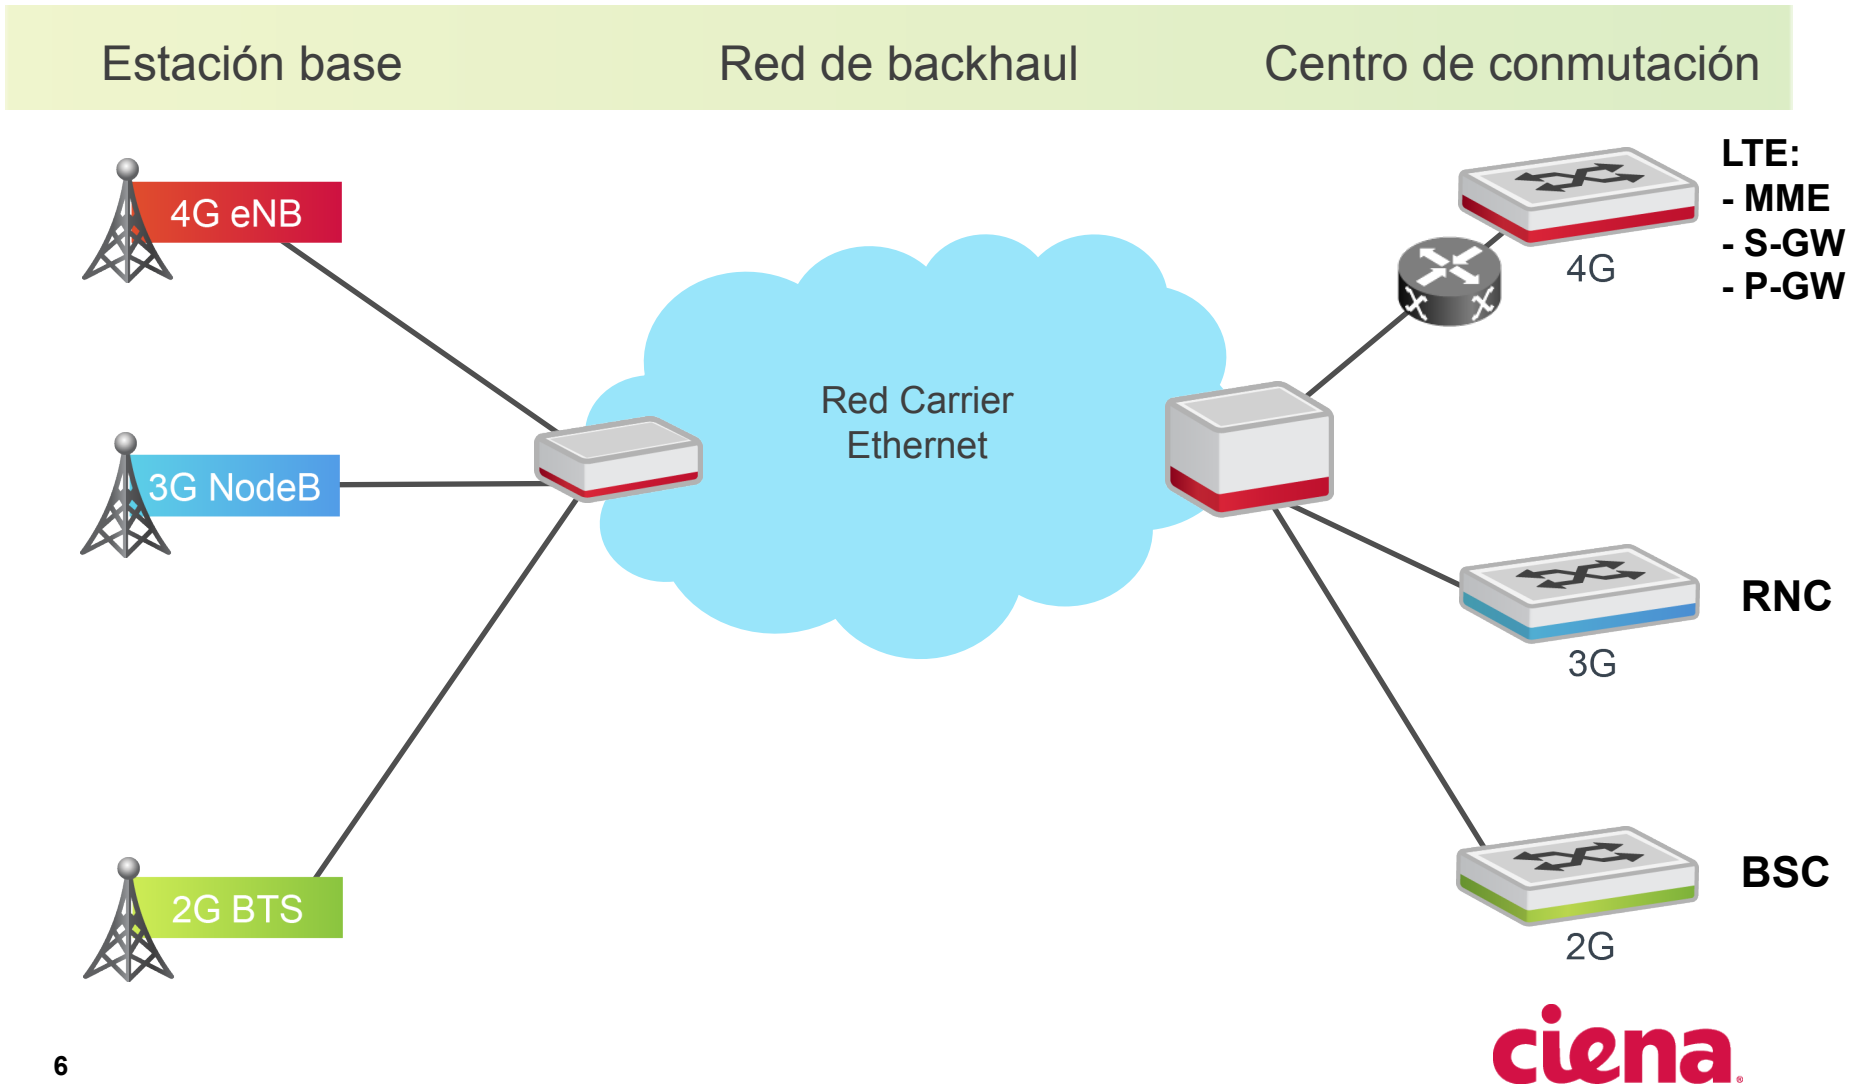 Estación base
Red de backhaul
Centro de conmutación
4G eNB
3G NodeB
2G BTS
Red Carrier
Ethernet
4G
LTE:
- MME
- S-GW
- P-GW
3G
RNC
2G
BSC
6
ciena